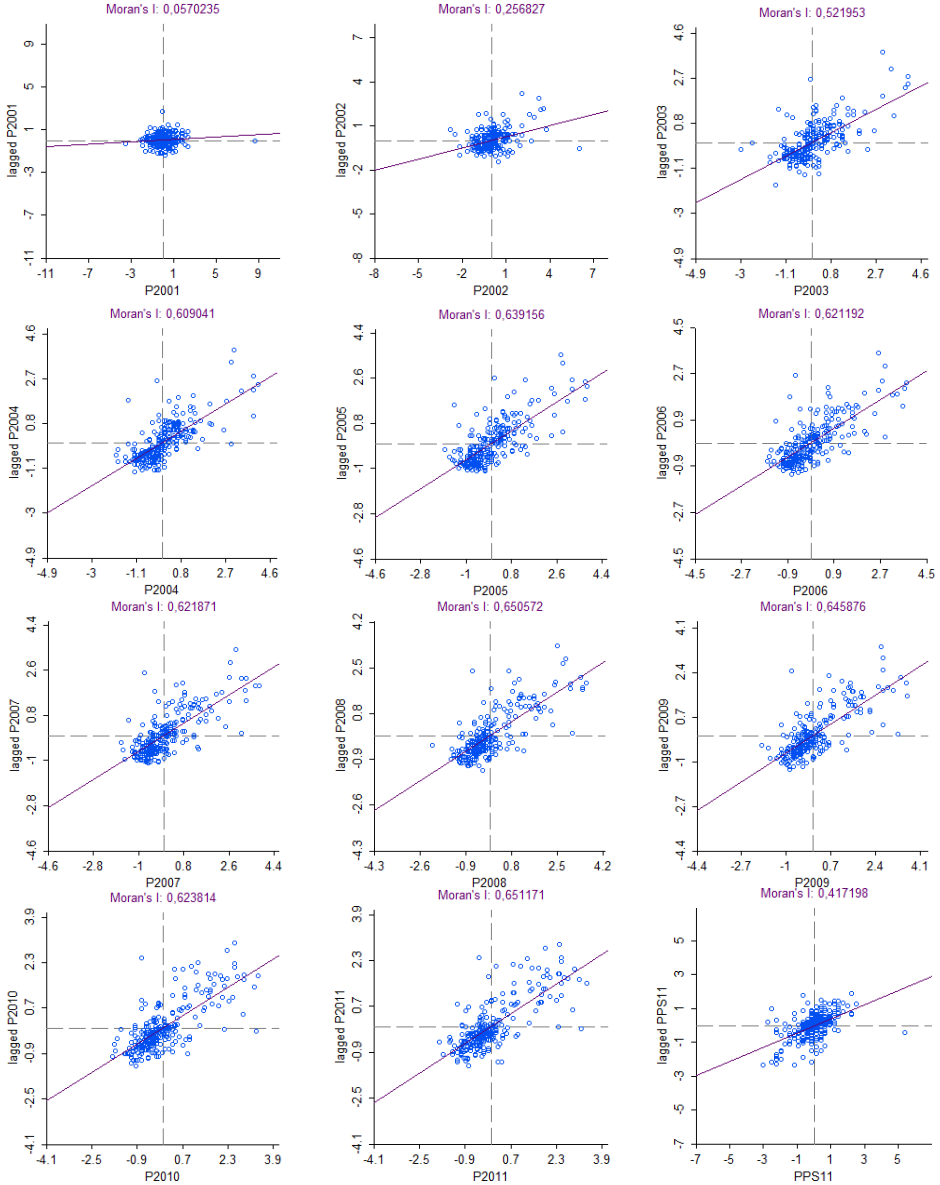 Moran's I: 0,0570235
lagged P2001
9
5
1
-3
-7
-11
-11 -7 -3 1 5 9
P2001
Moran's I: 0,256827
lagged P2002
7
4
1
-2
-5
-8
-8 -5 -2 1 4 7
P2002
Moran's I: 0,521953
lagged P2003
4.6
2.7
0.8
-1.1
-3
-4.9
-4.9 -3 -1.1 0.8 2.7 4.6
P2003
Moran's I: 0,609041
lagged P2004
4.6
2.7
0.8
-1.1
-3
-4.9
-4.9 -3 -1.1 0.8 2.7 4.6
P2004
Moran's I: 0,639156
lagged P2005
4.4
2.6
0.8
-1
-2.8
-4.6
-4.6 -2.8 -1 0.8 2.6 4.4
P2005
Moran's I: 0,621192
lagged P2006
4.5
2.7
0.9
-0.9
-2.7
-4.5
-4.5 -2.7 -0.9 0.9 2.7 4.5
P2006
Moran's I: 0,621871
lagged P2007
4.4
2.6
0.8
-1
-2.8
-4.6
-4.6 -2.8 -1 0.8 2.6 4.4
P2007
Moran's I: 0,650572
lagged P2008
4.2
2.5
0.8
-0.9
-2.6
-4.3
-4.3 -2.6 -0.9 0.8 2.5 4.2
P2008
Moran's I: 0,645876
lagged P2009
4.1
2.4
0.7
-1
-2.7
-4.4
-4.4 -2.7 -1 0.7 2.4 4.1
P2009
Moran's I: 0,623814
lagged P2010
3.9
2.3
0.7
-0.9
-2.5
-4.1
-4.1 -2.5 -0.9 0.7 2.3 3.9
P2010
Moran's I: 0,651171
lagged P2011
3.9
2.3
0.7
-0.9
-2.5
-4.1
-4.1 -2.5 -0.9 0.7 2.3 3.9
P2011
Moran's I: 0,417198
lagged PPS11
5
3
1
-1
-3
-5
-7
-7 -5 -3 -1 1 3 5
PPS11